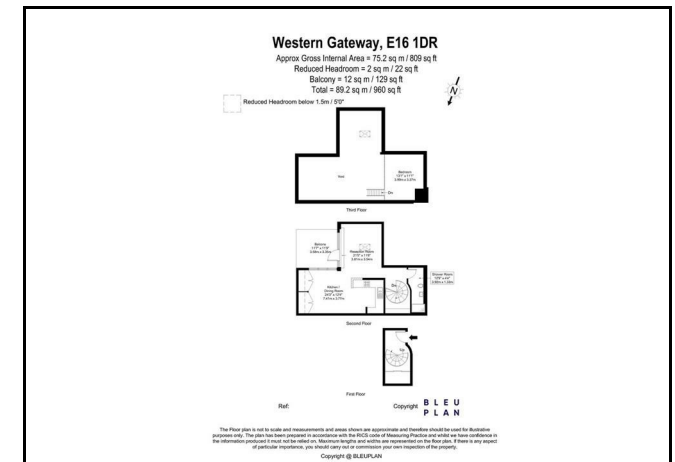 Western Gateway, E16 1DR
Approx Gross Internal Area = 75.2 sq m / 809 sq ft
Reduced Headroom = 2 sq m / 22 sq ft
Balcony = 12 sq m / 129 sq ft
Total = 89.2 sq m / 960 sq ft
N
Reduced Headroom below 1.5m / 5'0"
Void
Bedroom
Dn
Third Floor
Balcony
Reception Room
Shower Room
Kitchen /
Dining Room
Dn
Second Floor
Up
First Floor
Ref:
Copyright
BLEU
PLAN
The Floor plan is not to scale and measurements and areas shown are approximate and therefore should be used for illustrative
purposes only. The plan has been prepared in accordance with the RICS code of Measuring Practice and whilst we have confidence in
the information produced it must not be relied on. Maximum lengths and widths are represented on the floor plan. If there is any aspect
of particular importance, you should carry out or commission your own inspection of the property.
Copyright @ BLEUPLAN